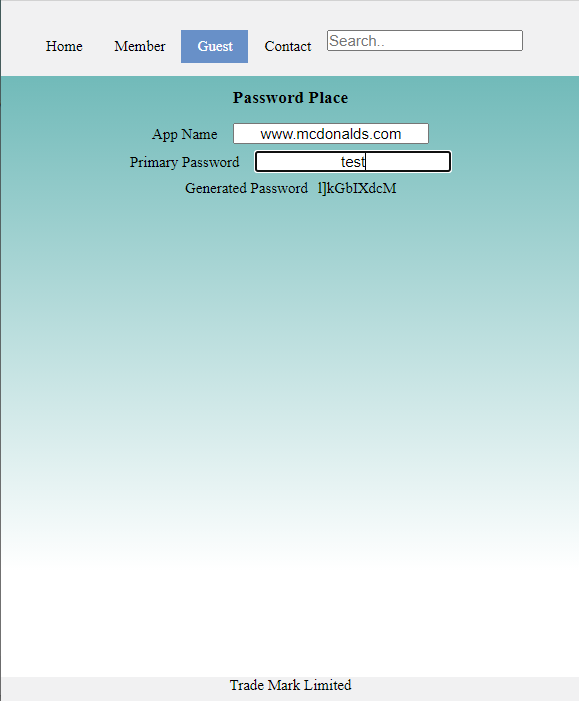 Home Member Guest Contact Search..
Password Place
App Name www.mcdonalds.com
Primary Password test
Generated Password l]kGbIXdcM
Trade Mark Limited